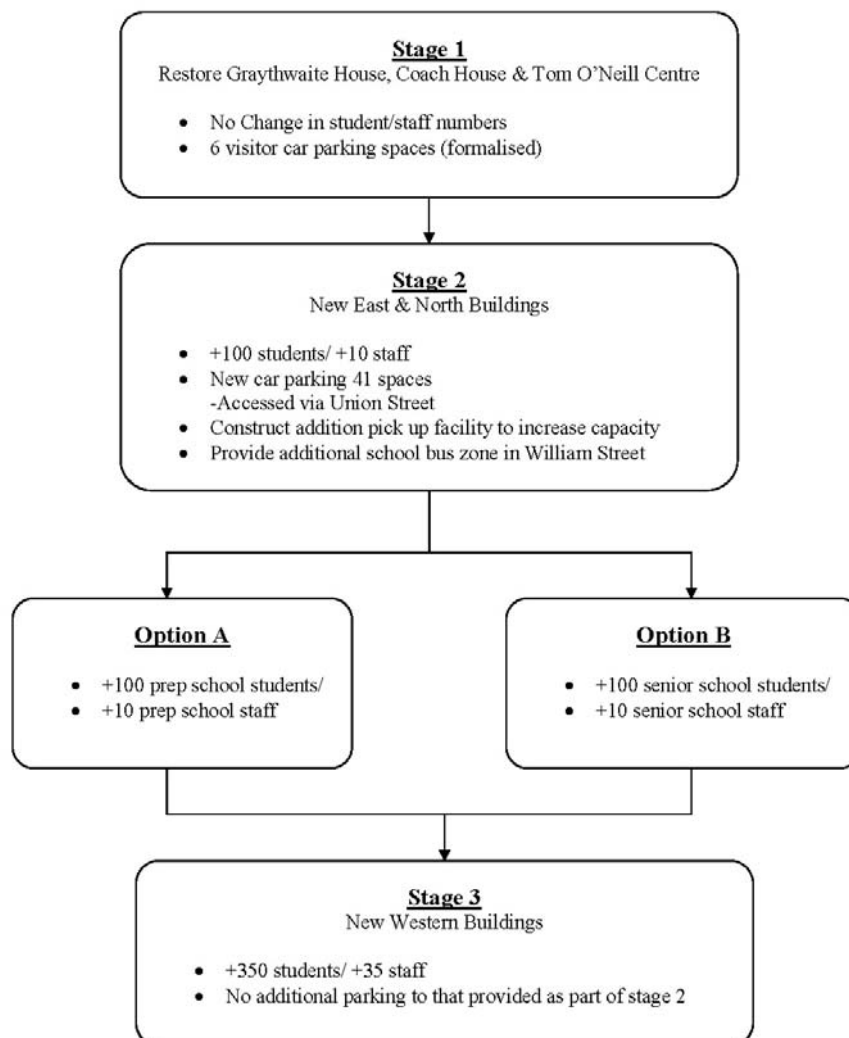 Stage 1
Restore Graythwaite House, Coach House & Tom O'Neill Centre
• No Change in student/staff numbers
• 6 visitor car parking spaces (formalised)
Stage 2
New East & North Buildings
• +100 students/ +10 staff
• New car parking 41 spaces
-Accessed via Union Street
• Construct addition pick up facility to increase capacity
• Provide additional school bus zone in William Street
Option A
• +100 prep school students/
• +10 prep school staff
Option B
• +100 senior school students/
• +10 senior school staff
Stage 3
New Western Buildings
• +350 students/ +35 staff
• No additional parking to that provided as part of stage 2